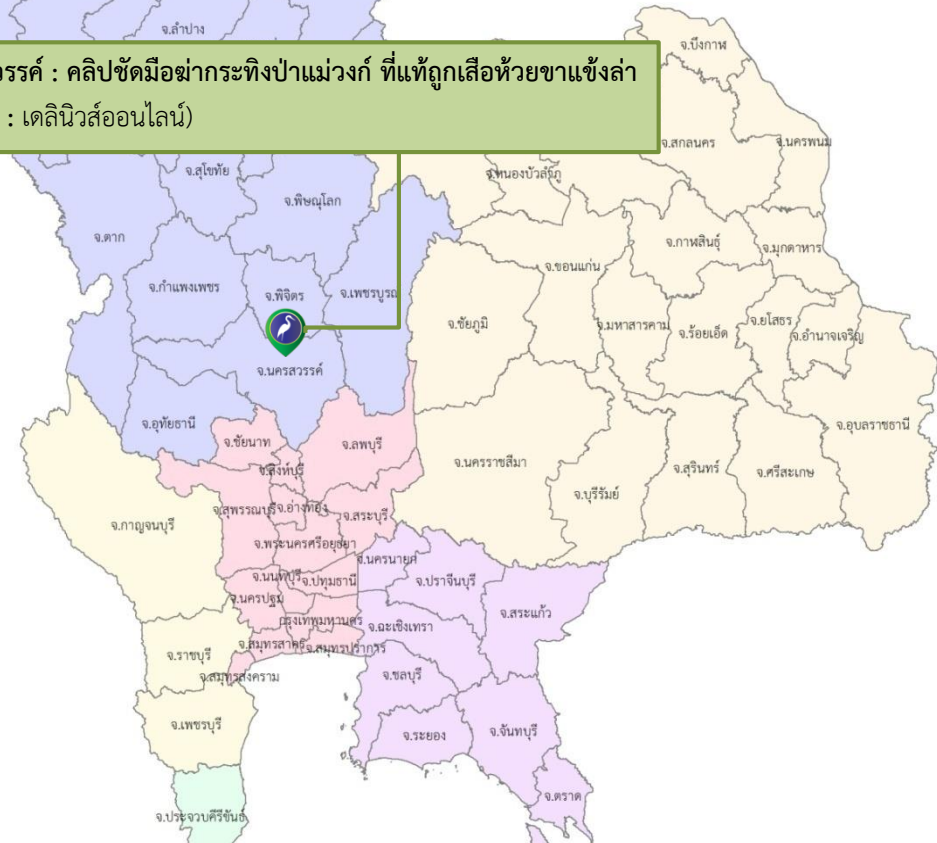 จ.ลำปาง
จ.บึงกาฬ
วรรค์ : คลิปชัดมือฆ่ากระทิงป่าแม่วงก์ ที่แท้ถูกเสือห้วยขาแข้งล่า
: เดลินิวส์ออนไลน์)
จ.สกลนคร
จ.นครพนม
จ.สุโขทัย
จ.หนองบัวลำภู
จ.พิษณุโลก
จ.ตาก
จ.กาฬสินธุ์
จ.มุกดาหาร
จ.ขอนแก่น
จ.กำแพงเพชร
จ.พิจิตร
จ.เพชรบูรณ์
จ.ชัยภูมิ
จ.มหาสารคาม
จ.ร้อยเอ็ด
จ.ยโสธร
จ.อำนาจเจริญ
จ.นครสวรรค์
จ.อุทัยธานี
จ.ชัยนาท
จ.ลพบุรี
จ.อุบลราชธานี
จ.สิงห์บุรี
จ.นครราชสีมา
จ.สุรินทร์
จ.ศรีสะเกษ
จ.บุรีรัมย์
จ.กาญจนบุรี
จ.สุพรรณบุรี
จ.อ่างทอง
จ.สระบุรี
จ.พระนครศรีอยุธยา
จ.นครนายก
จ.นนทบุรี
จ.ปทุมธานี
จ.ปราจีนบุรี
จ.นครปฐม
จ.สระแก้ว
กรุงเทพมหานคร
จ.ฉะเชิงเทรา
จ.สมุทรสาคร
จ.สมุทรปราการ
จ.ราชบุรี
จ.สมุทรสงคราม
จ.ชลบุรี
จ.เพชรบุรี
จ.ระยอง
จ.จันทบุรี
จ.ตราด
จ.ประจวบคีรีขันธ์